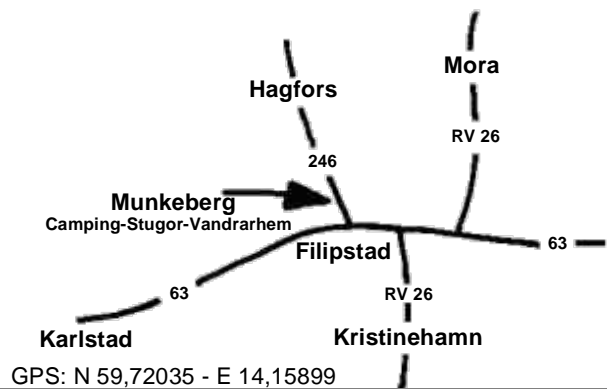 Mora
Hagfors
RV 26
246
Munkeberg
Camping-Stugor-Vandrarhem
Filipstad
63
63
RV 26
Karlstad
Kristinehamn
GPS: N 59,72035 - E 14,15899